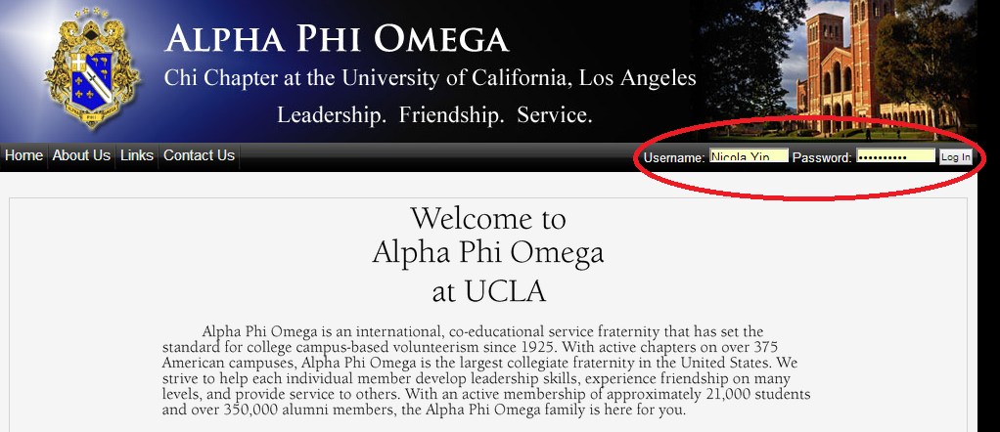 ALPHA PHI OMEGA
Chi Chapter at the University of California, Los Angeles
Leadership. Friendship. Service.
Home About Us Links Contact Us Username: Nicola Yin Password: •••••••••• Log In
Welcome to
Alpha Phi Omega
at UCLA
Alpha Phi Omega is an international, co-educational service fraternity that has set the
standard for college campus-based volunteerism since 1925. With active chapters on over 375
American campuses, Alpha Phi Omega is the largest collegiate fraternity in the United States. We
strive to help each individual member develop leadership skills, experience friendship on many
levels, and provide service to others. With an active membership of approximately 21,000 students
and over 350,000 alumni members, the Alpha Phi Omega family is here for you.